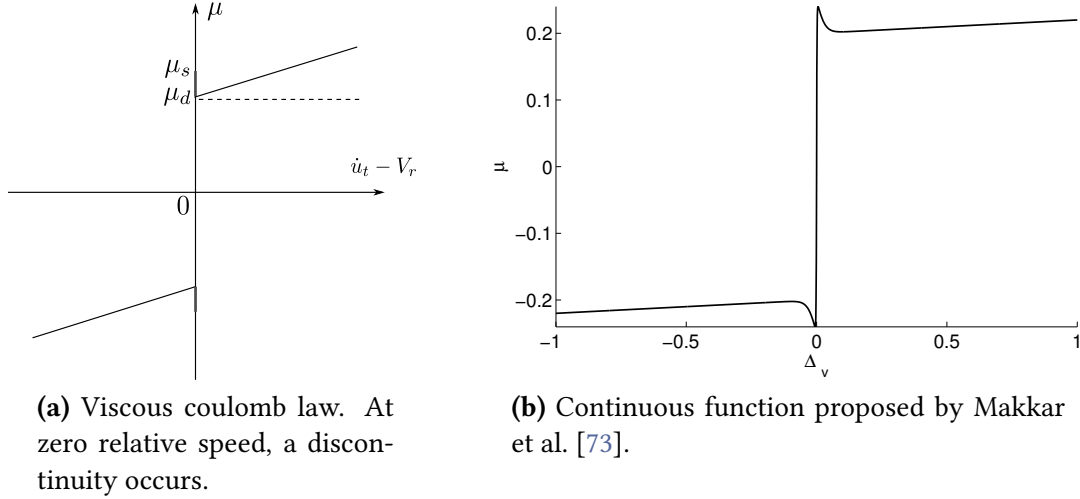 μ
μs
μd
u̇t − Vr
0
0.2
0.1
0
−0.1
−0.2
μ
−1
−0.5
0
0.5
1
Δv
(a) Viscous coulomb law. At
zero relative speed, a discon-
tinuity occurs.
(b) Continuous function proposed by Makkar
et al. [73].